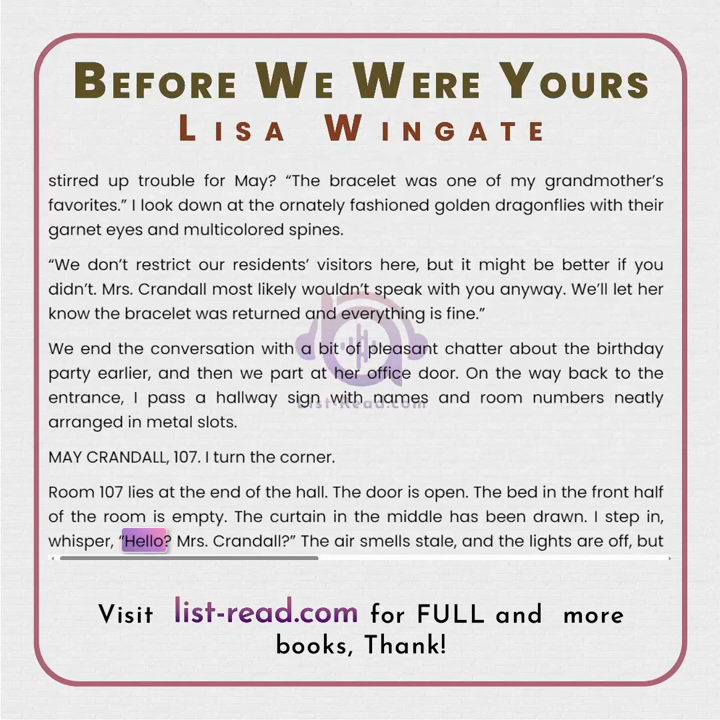 BEFORE WE WERE YOURS
LISA WINGATE
stirred up trouble for May? “The bracelet was one of my grandmother’s
favorites.” I look down at the ornately fashioned golden dragonflies with their
garnet eyes and multicolored spines.
“We don’t restrict our residents’ visitors here, but it might be better if you
didn’t. Mrs. Crandall most likely wouldn’t speak with you anyway. We’ll let her
know the bracelet was returned and everything is fine.”
We end the conversation with a bit of pleasant chatter about the birthday
party earlier, and then we part at her office door. On the way back to the
entrance, I pass a hallway sign with names and room numbers neatly
List-Read.com
arranged in metal slots.
MAY CRANDALL, 107. I turn the corner.
Room 107 lies at the end of the hall. The door is open. The bed in the front half
of the room is empty. The curtain in the middle has been drawn. I step in,
whisper, “Hello? Mrs. Crandall?” The air smells stale, and the lights are off, but
Visit list-read.com for FULL and more
books, Thank!